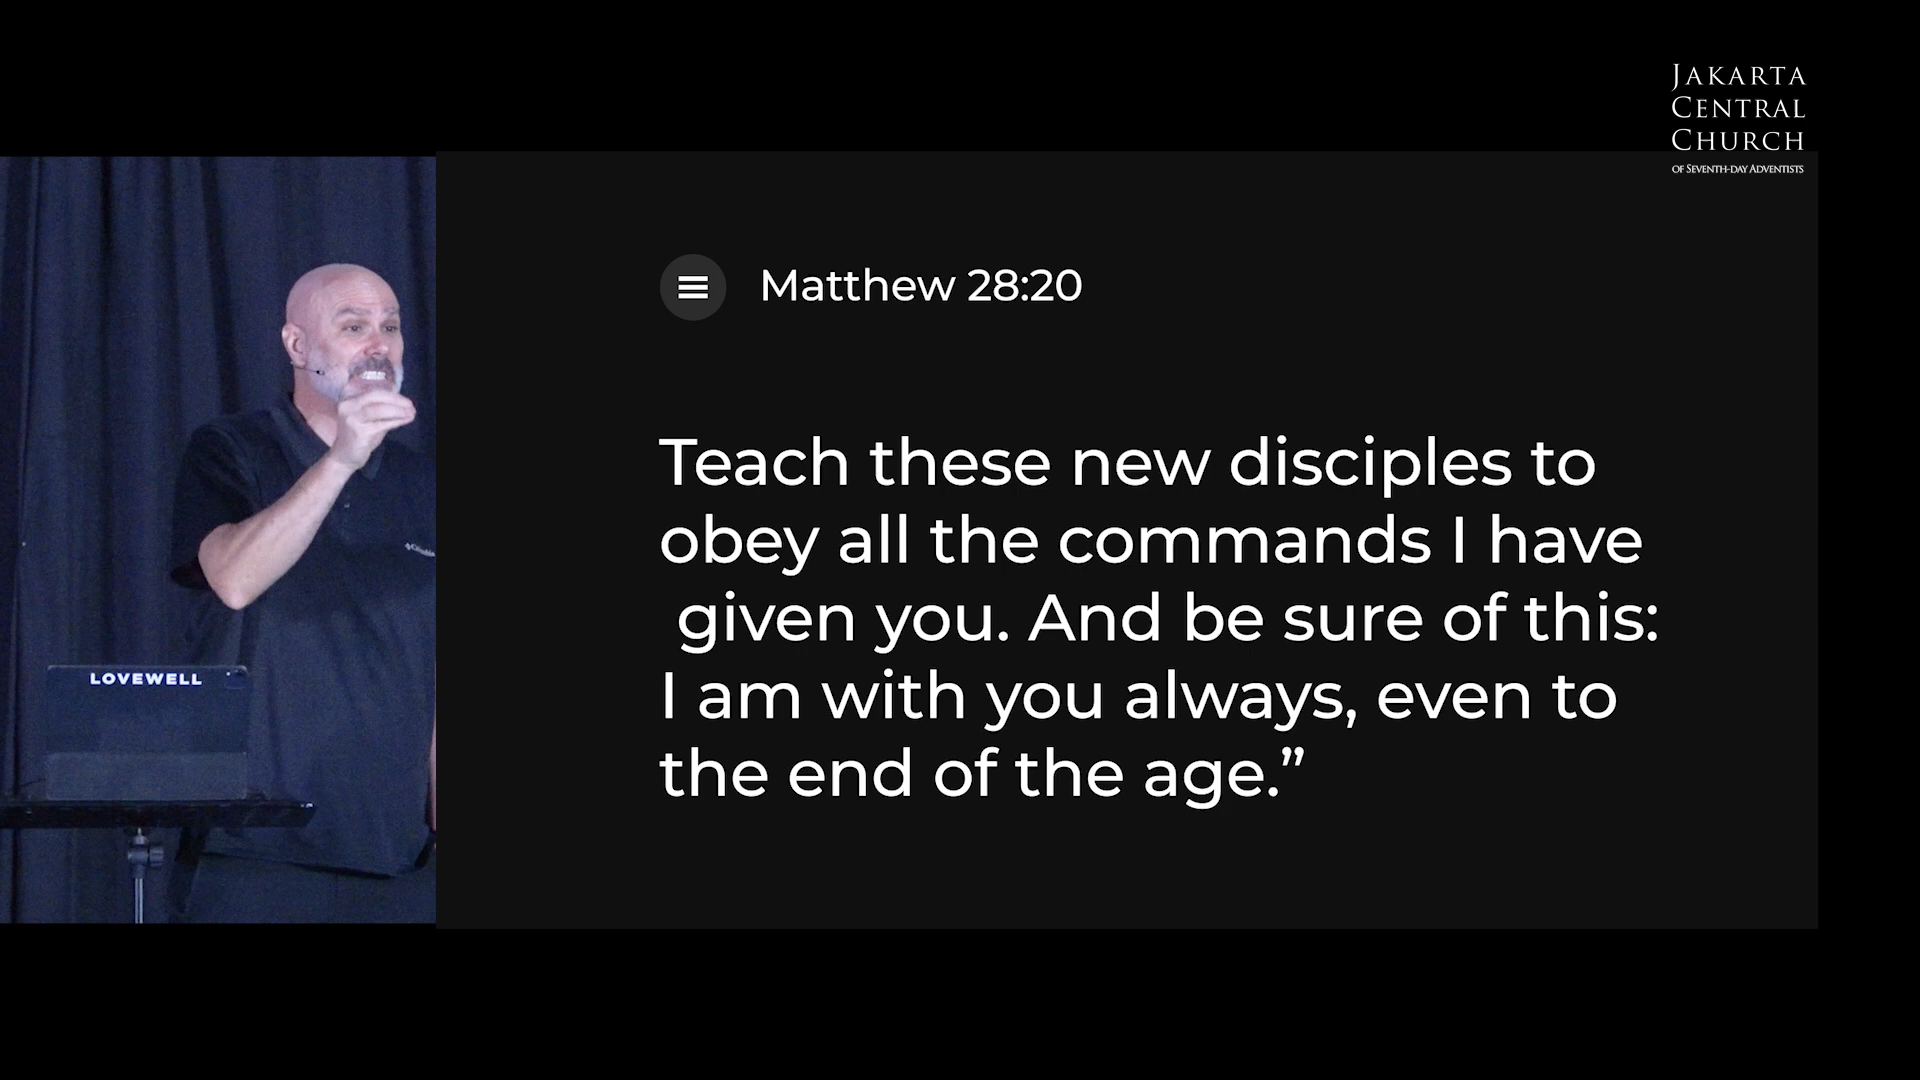 JAKARTA
CENTRAL
CHURCH
OF SEVENTH-DAY ADVENTISTS
Matthew 28:20
Teach these new disciples to
obey all the commands I have
given you. And be sure of this:
I am with you always, even to
the end of the age.”
LOVEWELL
Columbia